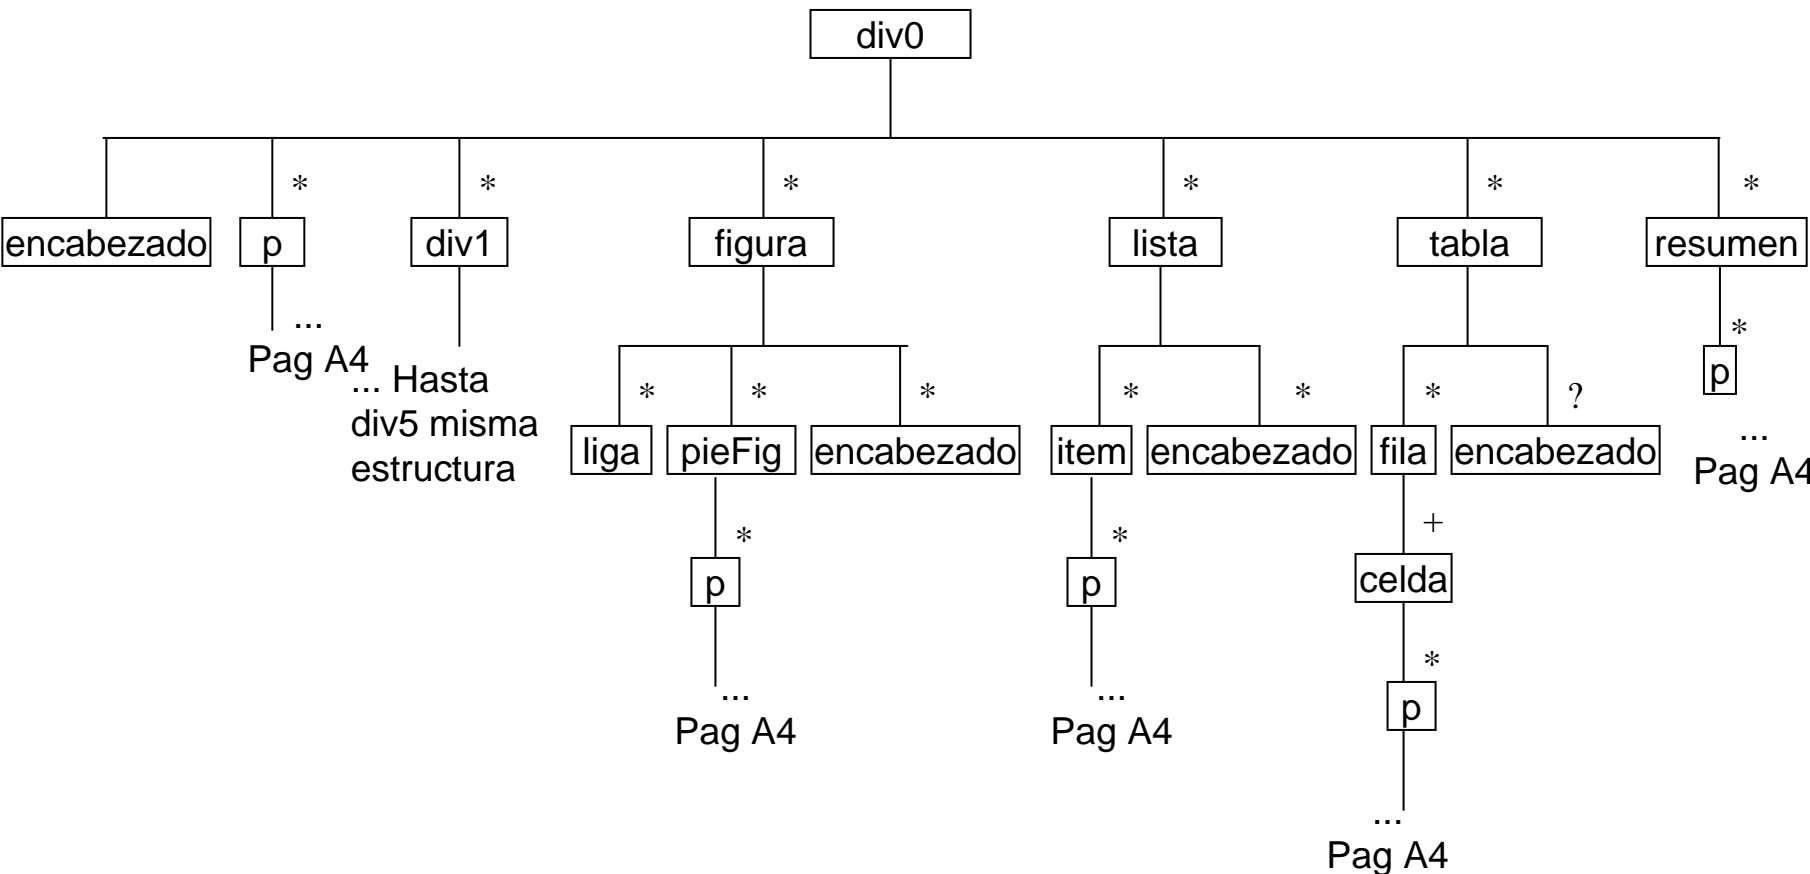 div0
* * * * * *
encabezado p div1 figura lista tabla resumen
...
Pag A4
... Hasta
div5 misma
estructura
* * * * * * ? *
liga pieFig encabezado item encabezado fila encabezado p
...
Pag A4
* * +
p p celda
...
Pag A4
...
Pag A4
*
p
...
Pag A4